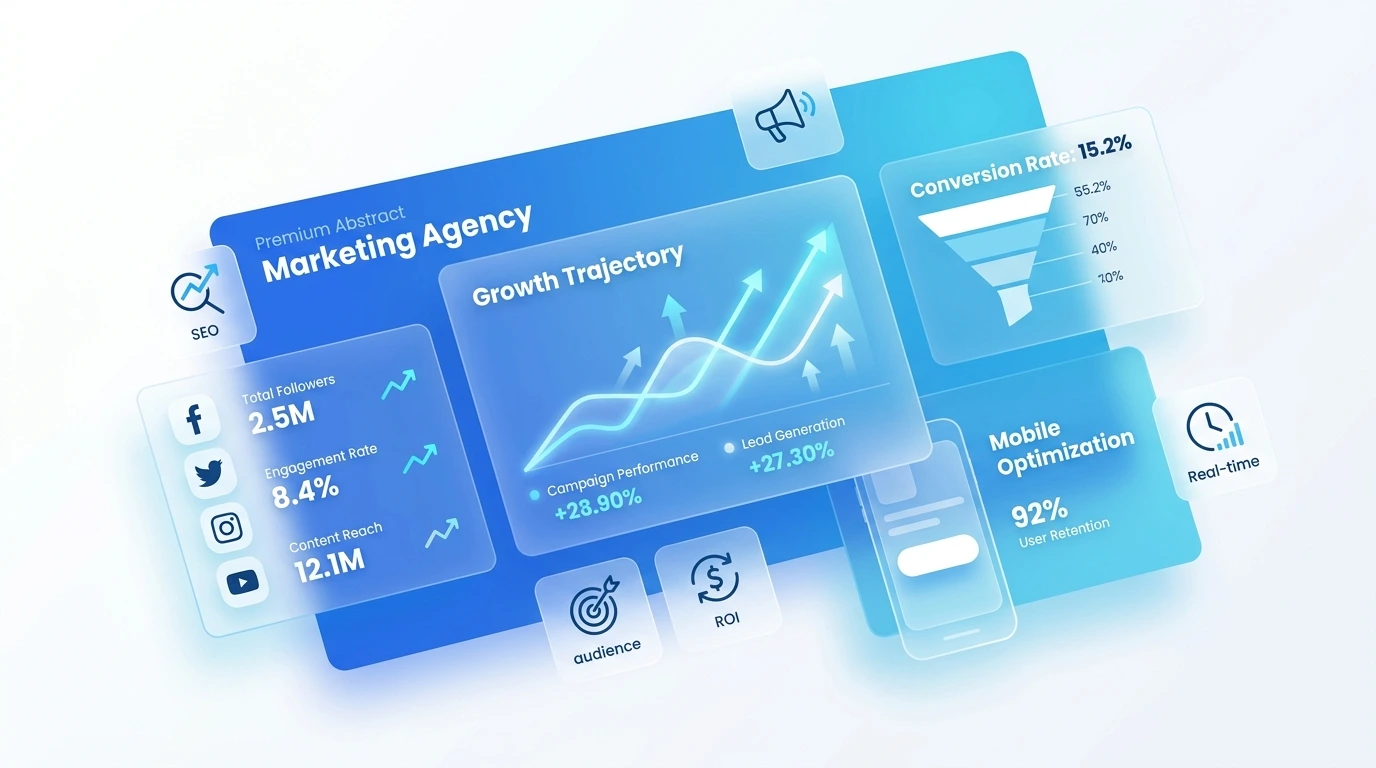 Premium Abstract
Marketing Agency
SEO
Total Followers
2.5M
Engagement Rate
8.4%
Content Reach
12.1M
Growth Trajectory
Campaign Performance
+28.90%
Lead Generation
+27.30%
Conversion Rate: 15.2%
55.2%
70%
40%
20%
Mobile
Optimization
92%
User Retention
Real-time
audience
ROI